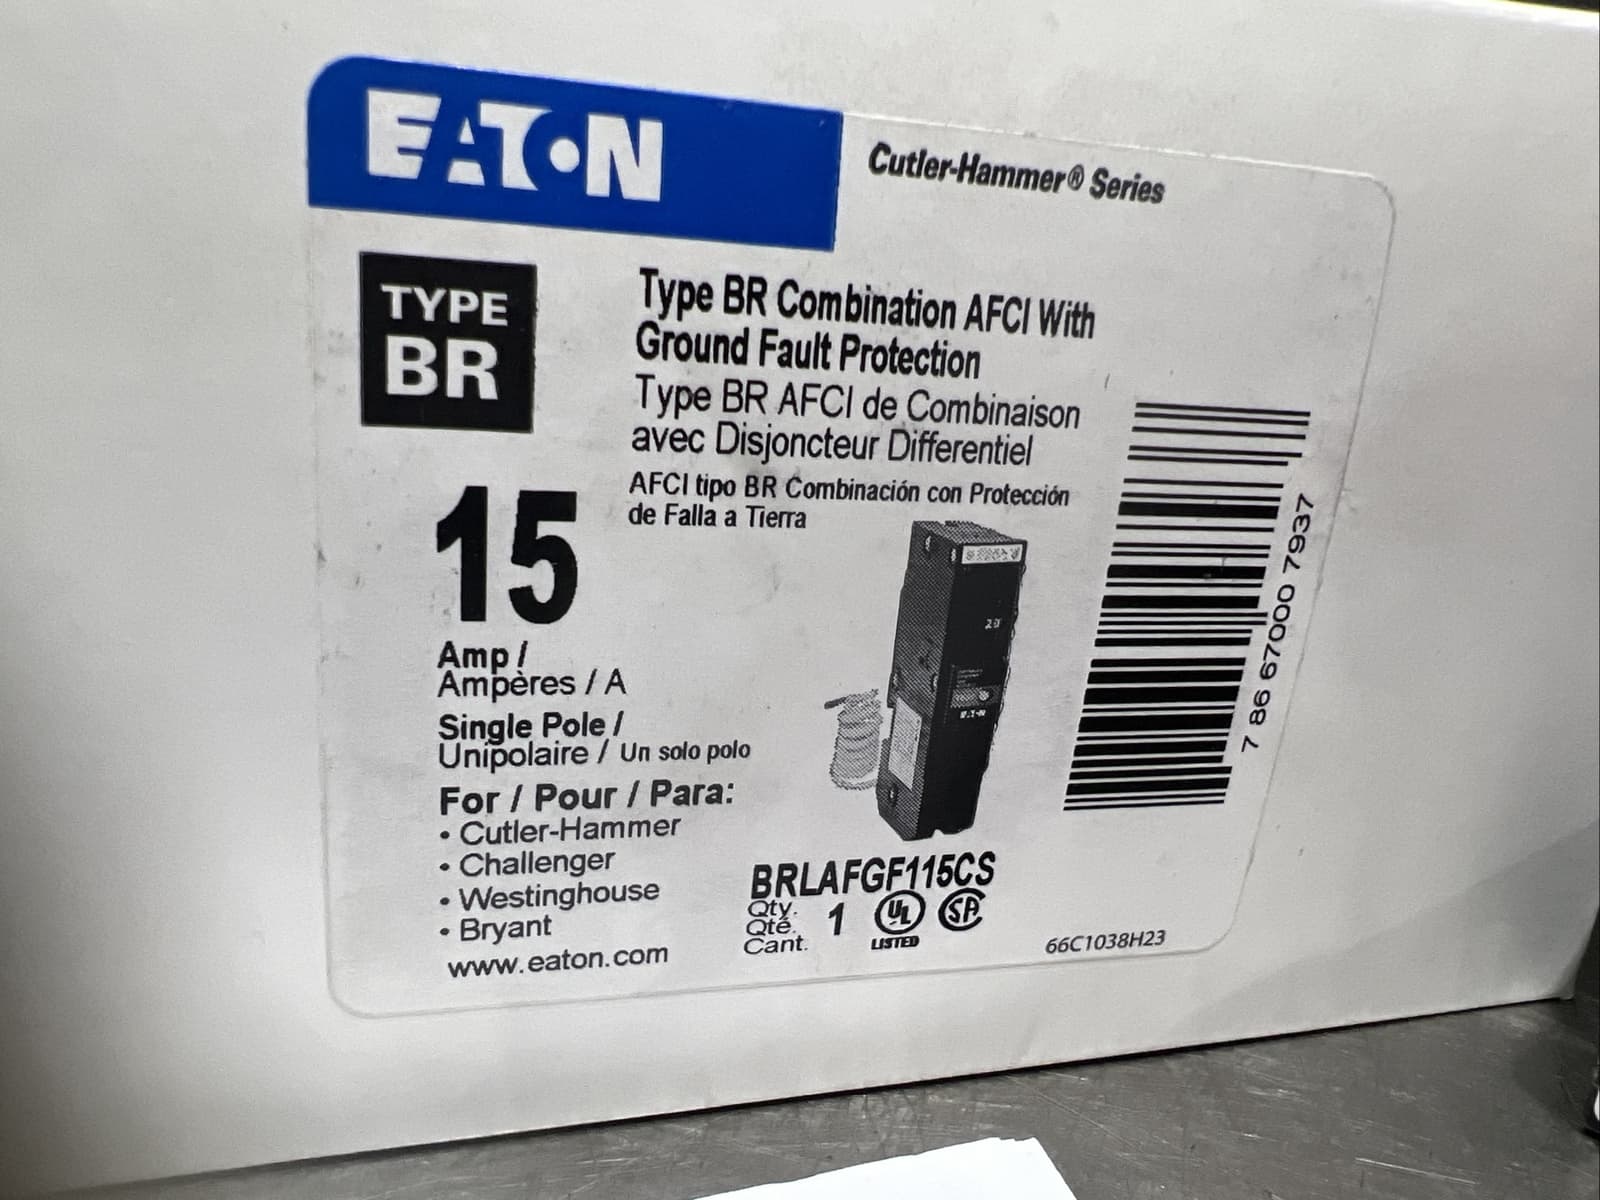 EATON
Cutler-Hammer® Series
TYPE
BR
Type BR Combination AFCI With
Ground Fault Protection
Type BR AFCI de Combinaison
avec Disjoncteur Differentiel
AFCI tipo BR Combinación con Protección
de Falla a Tierra
15
Amp /
Ampères / A
Single Pole /
Unipolaire / Un solo polo
For / Pour / Para:
• Cutler-Hammer
• Challenger
• Westinghouse
• Bryant
www.eaton.com
EATON
BRLAFGF115CS
Qty.
Qté.
Cant.
1
UL
LISTED
SA
66C1038H23
7 86 67000 7937